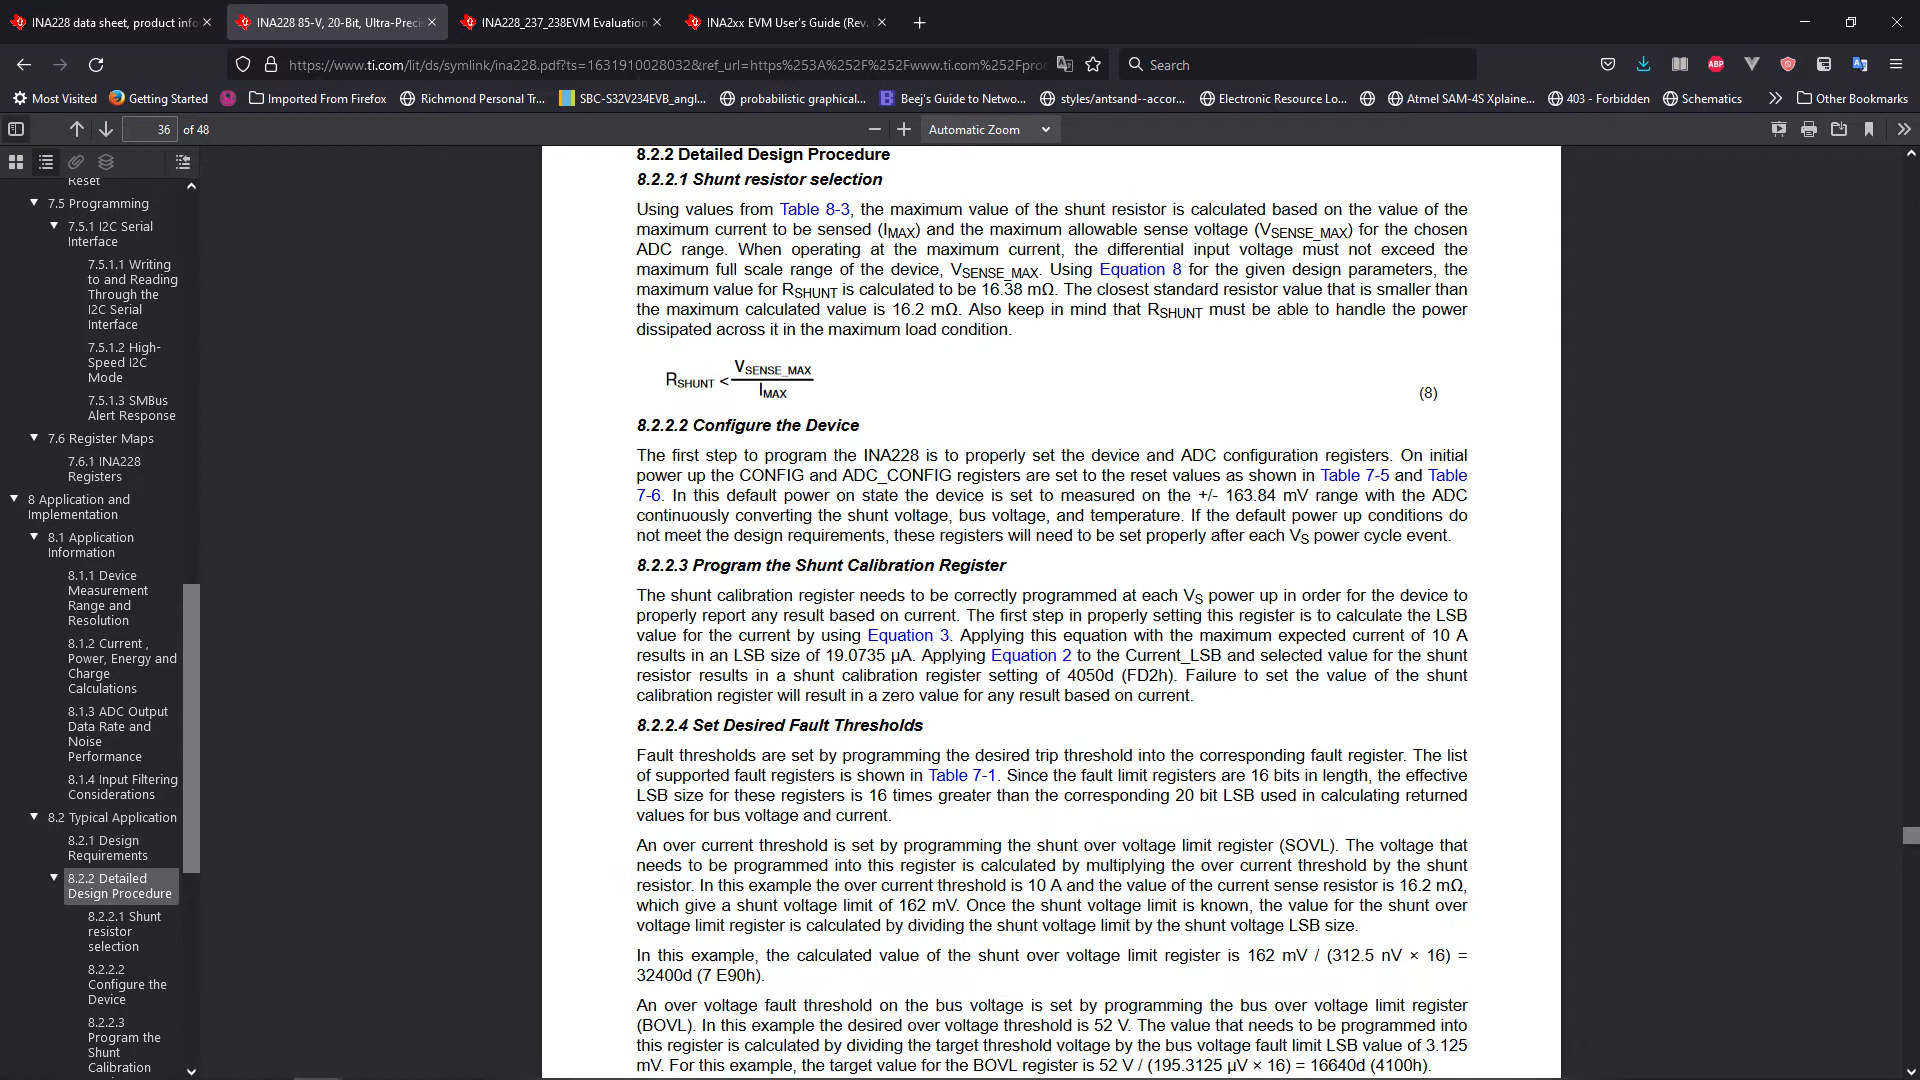 INA228 data sheet, product info
INA228 85-V, 20-Bit, Ultra-Preci
INA228_237_238EVM Evaluation
INA2xx EVM User's Guide (Rev.
https://www.ti.com/lit/ds/symlink/ina228.pdf?ts=1631910028032&ref_url=https%253A%252F%252Fwww.ti.com%252Fproc
Search
Most Visited
Getting Started
Imported From Firefox
Richmond Personal Tr...
SBC-S32V234EVB_angl...
probabilistic graphical...
Beej's Guide to Netwo...
styles/antsand--accor...
Electronic Resource Lo...
Atmel SAM-4S Xplaine...
403 - Forbidden
Schematics
Other Bookmarks
36 of 48
Automatic Zoom
Reset
7.5 Programming
7.5.1 I2C Serial
Interface
7.5.1.1 Writing
to and Reading
Through the
I2C Serial
Interface
7.5.1.2 High-
Speed I2C
Mode
7.5.1.3 SMBus
Alert Response
7.6 Register Maps
7.6.1 INA228
Registers
8 Application and
Implementation
8.1 Application
Information
8.1.1 Device
Measurement
Range and
Resolution
8.1.2 Current ,
Power, Energy and
Charge
Calculations
8.1.3 ADC Output
Data Rate and
Noise
Performance
8.1.4 Input Filtering
Considerations
8.2 Typical Application
8.2.1 Design
Requirements
8.2.2 Detailed
Design Procedure
8.2.2.1 Shunt
resistor
selection
8.2.2.2
Configure the
Device
8.2.2.3
Program the
Shunt
Calibration
8.2.2 Detailed Design Procedure
8.2.2.1 Shunt resistor selection
Using values from Table 8-3, the maximum value of the shunt resistor is calculated based on the value of the
maximum current to be sensed (IMAX) and the maximum allowable sense voltage (VSENSE_MAX) for the chosen
ADC range. When operating at the maximum current, the differential input voltage must not exceed the
maximum full scale range of the device, VSENSE_MAX. Using Equation 8 for the given design parameters, the
maximum value for RSHUNT is calculated to be 16.38 mΩ. The closest standard resistor value that is smaller than
the maximum calculated value is 16.2 mΩ. Also keep in mind that RSHUNT must be able to handle the power
dissipated across it in the maximum load condition.
RSHUNT < VSENSE_MAX
IMAX
(8)
8.2.2.2 Configure the Device
The first step to program the INA228 is to properly set the device and ADC configuration registers. On initial
power up the CONFIG and ADC_CONFIG registers are set to the reset values as shown in Table 7-5 and Table
7-6. In this default power on state the device is set to measured on the +/- 163.84 mV range with the ADC
continuously converting the shunt voltage, bus voltage, and temperature. If the default power up conditions do
not meet the design requirements, these registers will need to be set properly after each VS power cycle event.
8.2.2.3 Program the Shunt Calibration Register
The shunt calibration register needs to be correctly programmed at each VS power up in order for the device to
properly report any result based on current. The first step in properly setting this register is to calculate the LSB
value for the current by using Equation 3. Applying this equation with the maximum expected current of 10 A
results in an LSB size of 19.0735 µA. Applying Equation 2 to the Current_LSB and selected value for the shunt
resistor results in a shunt calibration register setting of 4050d (FD2h). Failure to set the value of the shunt
calibration register will result in a zero value for any result based on current.
8.2.2.4 Set Desired Fault Thresholds
Fault thresholds are set by programming the desired trip threshold into the corresponding fault register. The list
of supported fault registers is shown in Table 7-1. Since the fault limit registers are 16 bits in length, the effective
LSB size for these registers is 16 times greater than the corresponding 20 bit LSB used in calculating returned
values for bus voltage and current.
An over current threshold is set by programming the shunt over voltage limit register (SOVL). The voltage that
needs to be programmed into this register is calculated by multiplying the over current threshold by the shunt
resistor. In this example the over current threshold is 10 A and the value of the current sense resistor is 16.2 mΩ,
which give a shunt voltage limit of 162 mV. Once the shunt voltage limit is known, the value for the shunt over
voltage limit register is calculated by dividing the shunt voltage limit by the shunt voltage LSB size.
In this example, the calculated value of the shunt over voltage limit register is 162 mV / (312.5 nV × 16) =
32400d (7 E90h).
An over voltage fault threshold on the bus voltage is set by programming the bus over voltage limit register
(BOVL). In this example the desired over voltage threshold is 52 V. The value that needs to be programmed into
this register is calculated by dividing the target threshold voltage by the bus voltage fault limit LSB value of 3.125
mV. For this example, the target value for the BOVL register is 52 V / (195.3125 µV × 16) = 16640d (4100h).